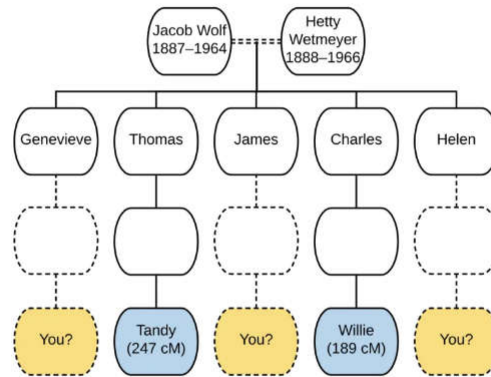 Jacob Wolf
1887–1964
Hetty
Wetmeyer
1888–1966
Genevieve
Thomas
James
Charles
Helen
You?
Tandy
(247 cM)
You?
Willie
(189 cM)
You?